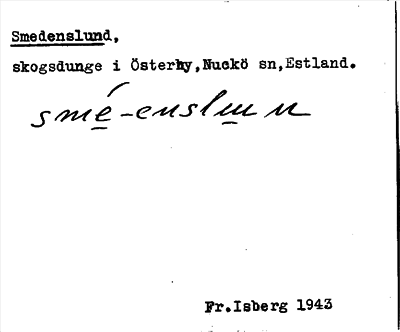 Smedenslund,
skogsdunge i Österby, Nuckö sn, Estland.
smé-enslun n
Fr. Isberg 1943